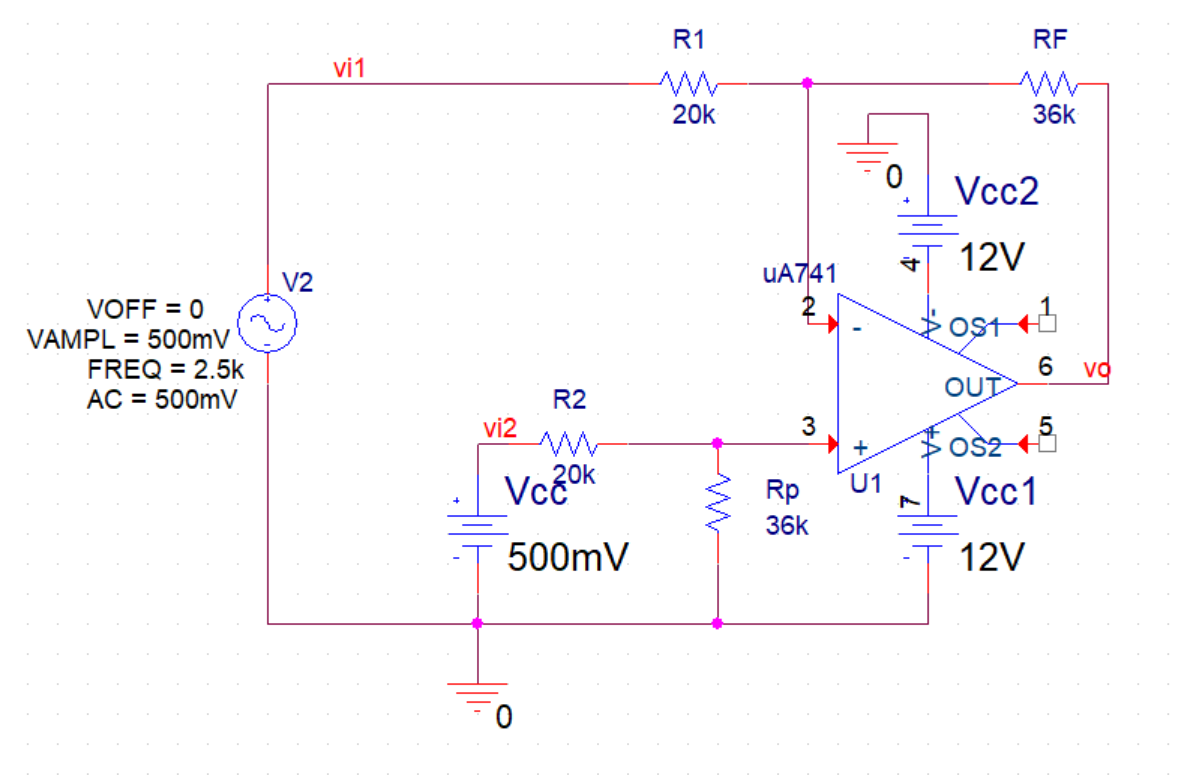 R1
RF
vi1
20k
36k
0
Vcc2
+
12V
-
4
uA741
V2
VOFF = 0
VAMPL = 500mV
FREQ = 2.5k
AC = 500mV
+
-
2
-
V-
OS1
1
OUT
6
vo
R2
vi2
20k
3
+
V+
OS2
5
U1
Vcc
+
500mV
-
Rp
36k
7
Vcc1
12V
-
0